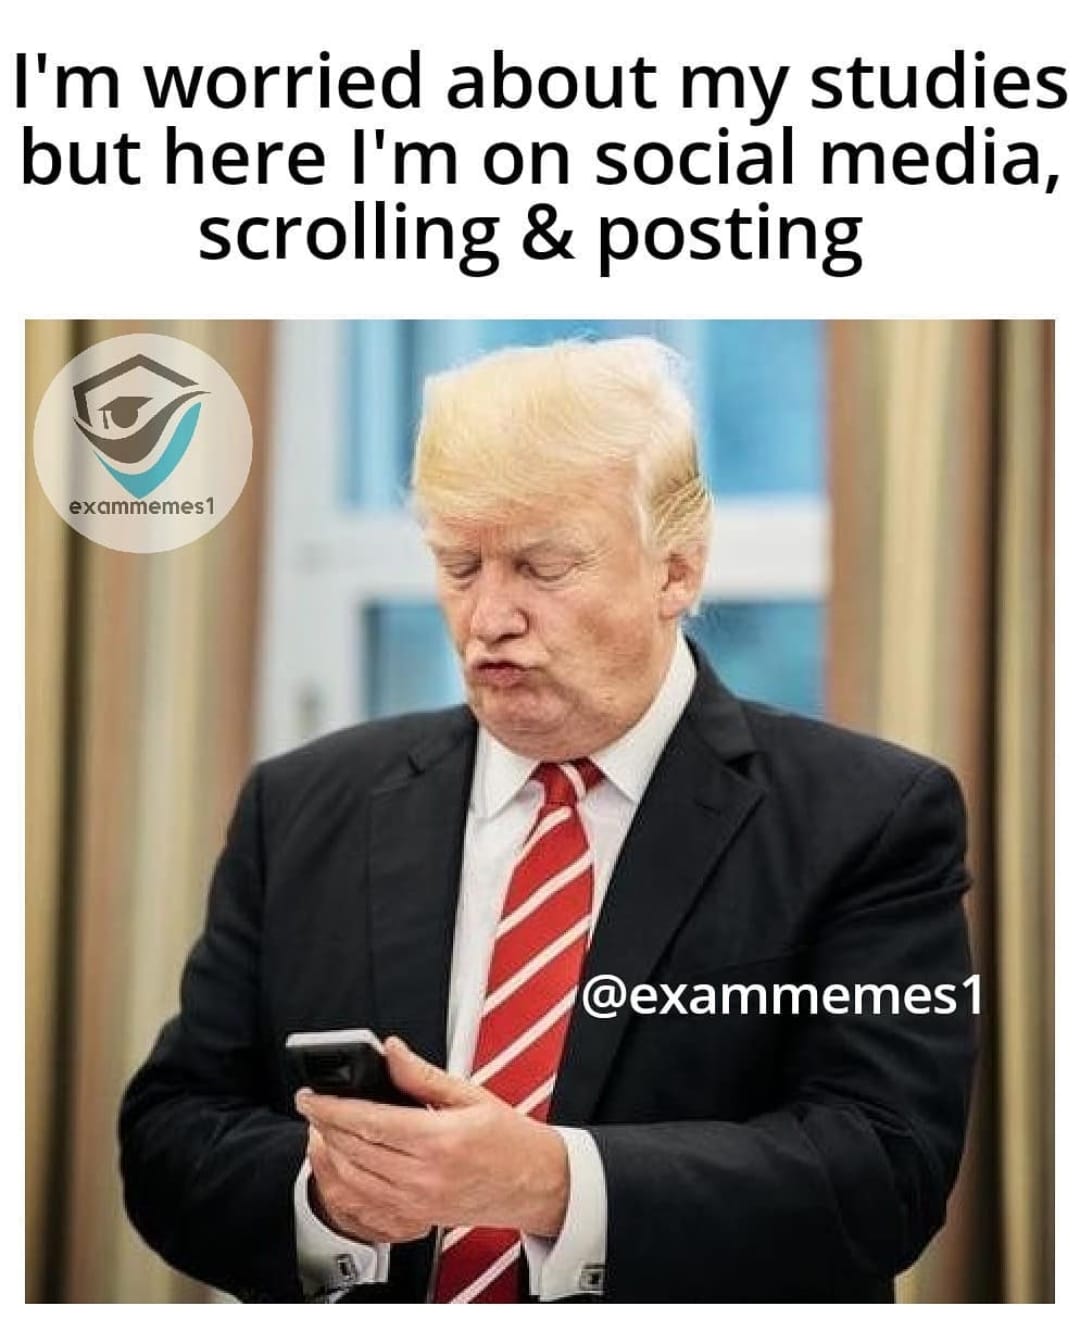 I'm worried about my studies
but here I'm on social media,
scrolling & posting
exammemes1
@exammemes1